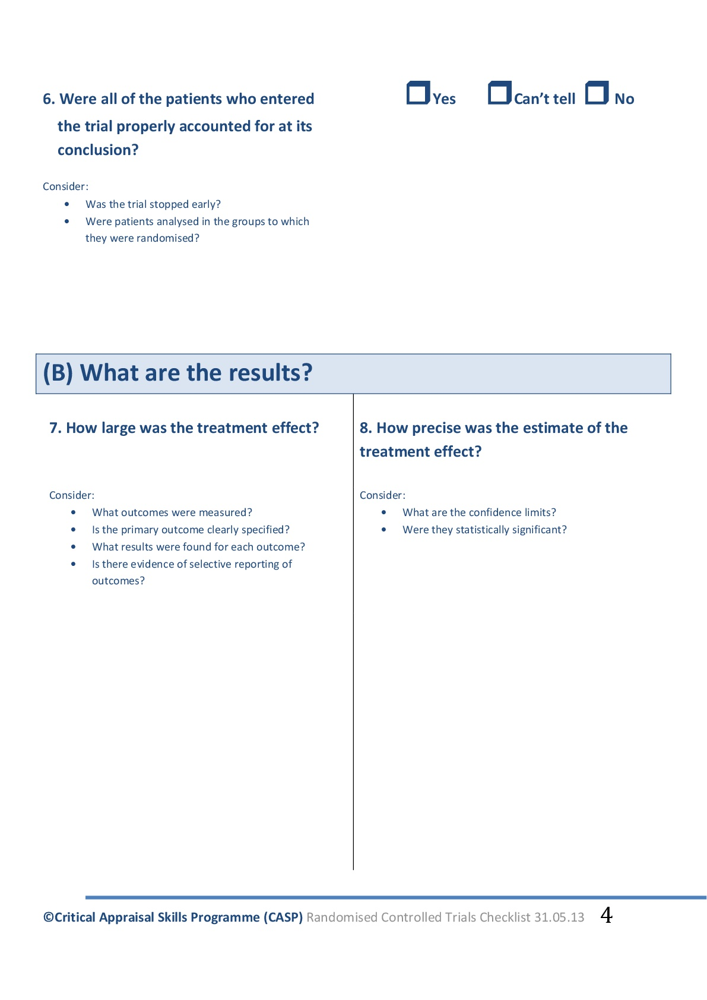 6. Were all of the patients who entered
the trial properly accounted for at its
conclusion?
Yes Can’t tell No
Consider:
• Was the trial stopped early?
• Were patients analysed in the groups to which
they were randomised?
(B) What are the results?
7. How large was the treatment effect?
Consider:
• What outcomes were measured?
• Is the primary outcome clearly specified?
• What results were found for each outcome?
• Is there evidence of selective reporting of
outcomes?
8. How precise was the estimate of the
treatment effect?
Consider:
• What are the confidence limits?
• Were they statistically significant?
©Critical Appraisal Skills Programme (CASP) Randomised Controlled Trials Checklist 31.05.13 4